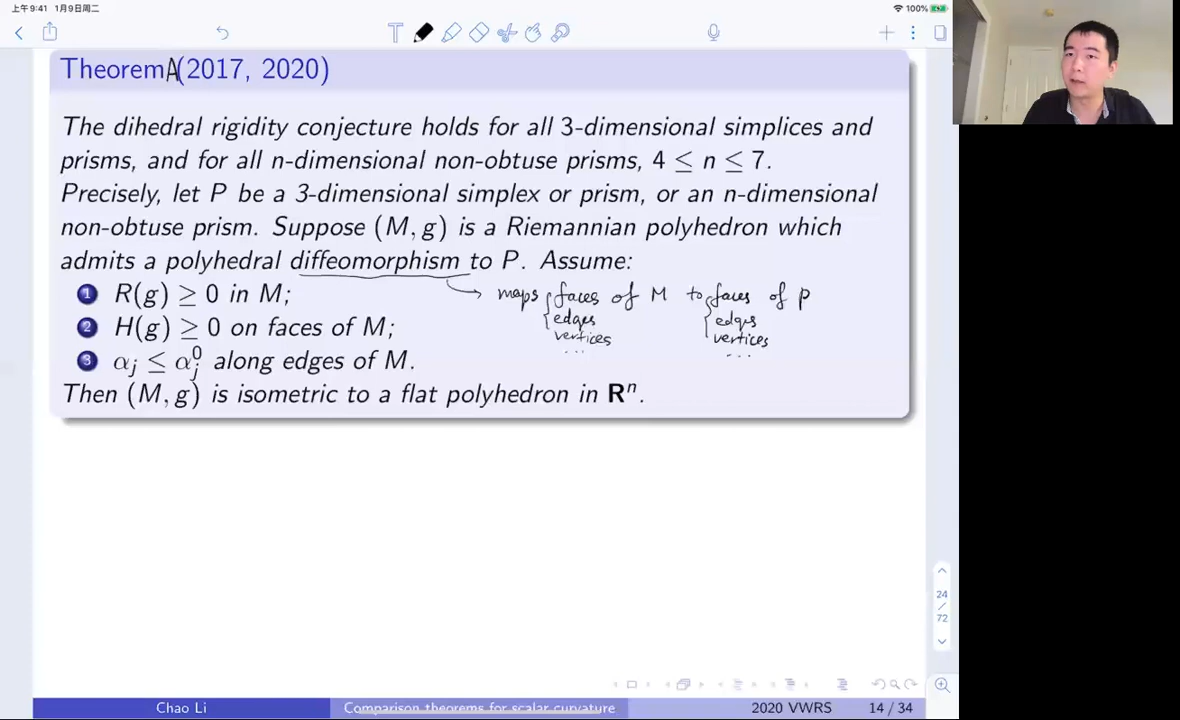 上午9:41 1月9日周二
100%
TheoremA(2017, 2020)
The dihedral rigidity conjecture holds for all 3-dimensional simplices and
prisms, and for all n-dimensional non-obtuse prisms, 4 ≤ n ≤ 7.
Precisely, let P be a 3-dimensional simplex or prism, or an n-dimensional
non-obtuse prism. Suppose (M, g) is a Riemannian polyhedron which
admits a polyhedral diffeomorphism to P. Assume:
1 R(g) ≥ 0 in M;
maps faces of M to faces of P
edges edges
2 H(g) ≥ 0 on faces of M;
vertices vertices
... ...
3 αj ≤ αj⁰ along edges of M.
Then (M, g) is isometric to a flat polyhedron in Rⁿ.
24
/
72
Chao Li Comparison theorems for scalar curvature 2020 VWRS 14 / 34